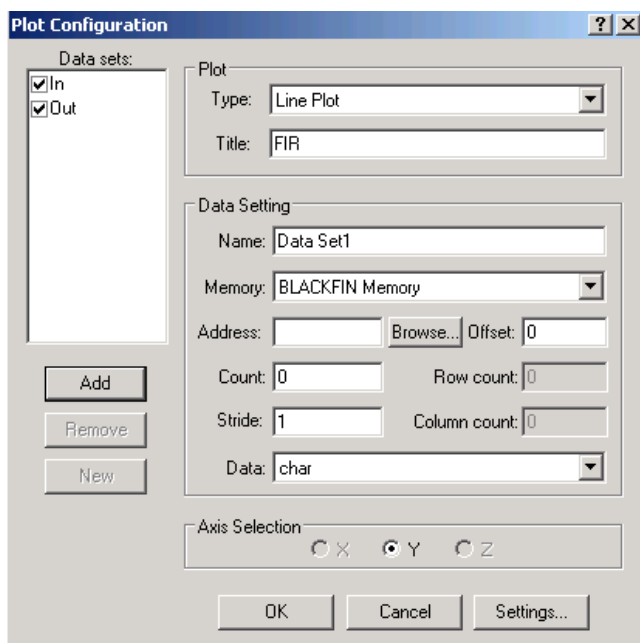 Plot Configuration
Data sets:
In
Out
Add
Remove
New
Plot
Type: Line Plot
Title: FIR
Data Setting
Name: Data Set1
Memory: BLACKFIN Memory
Address: Browse... Offset: 0
Count: 0 Row count: 0
Stride: 1 Column count: 0
Data: char
Axis Selection
X Y Z
OK Cancel Settings...